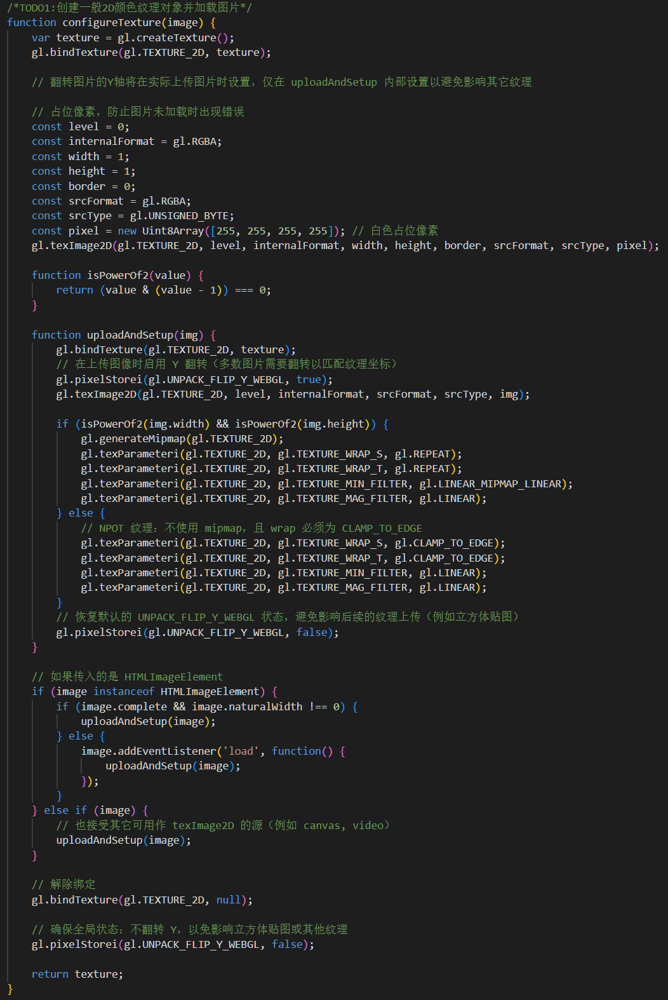 /*TODO1:创建一般2D颜色纹理对象并加载图片*/
function configureTexture(image) {
    var texture = gl.createTexture();
    gl.bindTexture(gl.TEXTURE_2D, texture);

    // 翻转图片的Y轴将在实际上传图片时设置，仅在 uploadAndSetup 内部设置以避免影响其它纹理

    // 占位像素，防止图片未加载时出现错误
    const level = 0;
    const internalFormat = gl.RGBA;
    const width = 1;
    const height = 1;
    const border = 0;
    const srcFormat = gl.RGBA;
    const srcType = gl.UNSIGNED_BYTE;
    const pixel = new Uint8Array([255, 255, 255, 255]); // 白色占位像素
    gl.texImage2D(gl.TEXTURE_2D, level, internalFormat, width, height, border, srcFormat, srcType, pixel);

    function isPowerOf2(value) {
        return (value & (value - 1)) === 0;
    }

    function uploadAndSetup(img) {
        gl.bindTexture(gl.TEXTURE_2D, texture);
        // 在上传图像时启用 Y 翻转（多数图片需要翻转以匹配纹理坐标）
        gl.pixelStorei(gl.UNPACK_FLIP_Y_WEBGL, true);
        gl.texImage2D(gl.TEXTURE_2D, level, internalFormat, srcFormat, srcType, img);

        if (isPowerOf2(img.width) && isPowerOf2(img.height)) {
            gl.generateMipmap(gl.TEXTURE_2D);
            gl.texParameteri(gl.TEXTURE_2D, gl.TEXTURE_WRAP_S, gl.REPEAT);
            gl.texParameteri(gl.TEXTURE_2D, gl.TEXTURE_WRAP_T, gl.REPEAT);
            gl.texParameteri(gl.TEXTURE_2D, gl.TEXTURE_MIN_FILTER, gl.LINEAR_MIPMAP_LINEAR);
            gl.texParameteri(gl.TEXTURE_2D, gl.TEXTURE_MAG_FILTER, gl.LINEAR);
        } else {
            // NPOT 纹理：不使用 mipmap，且 wrap 必须为 CLAMP_TO_EDGE
            gl.texParameteri(gl.TEXTURE_2D, gl.TEXTURE_WRAP_S, gl.CLAMP_TO_EDGE);
            gl.texParameteri(gl.TEXTURE_2D, gl.TEXTURE_WRAP_T, gl.CLAMP_TO_EDGE);
            gl.texParameteri(gl.TEXTURE_2D, gl.TEXTURE_MIN_FILTER, gl.LINEAR);
            gl.texParameteri(gl.TEXTURE_2D, gl.TEXTURE_MAG_FILTER, gl.LINEAR);
        }
        // 恢复默认的 UNPACK_FLIP_Y_WEBGL 状态，避免影响后续的纹理上传（例如立方体贴图）
        gl.pixelStorei(gl.UNPACK_FLIP_Y_WEBGL, false);
    }

    // 如果传入的是 HTMLImageElement
    if (image instanceof HTMLImageElement) {
        if (image.complete && image.naturalWidth !== 0) {
            uploadAndSetup(image);
        } else {
            image.addEventListener('load', function() {
                uploadAndSetup(image);
            });
        }
    } else if (image) {
        // 也接受其它可用作 texImage2D 的源（例如 canvas, video）
        uploadAndSetup(image);
    }

    // 解除绑定
    gl.bindTexture(gl.TEXTURE_2D, null);

    // 确保全局状态：不翻转 Y，以免影响立方体贴图或其他纹理
    gl.pixelStorei(gl.UNPACK_FLIP_Y_WEBGL, false);

    return texture;
}